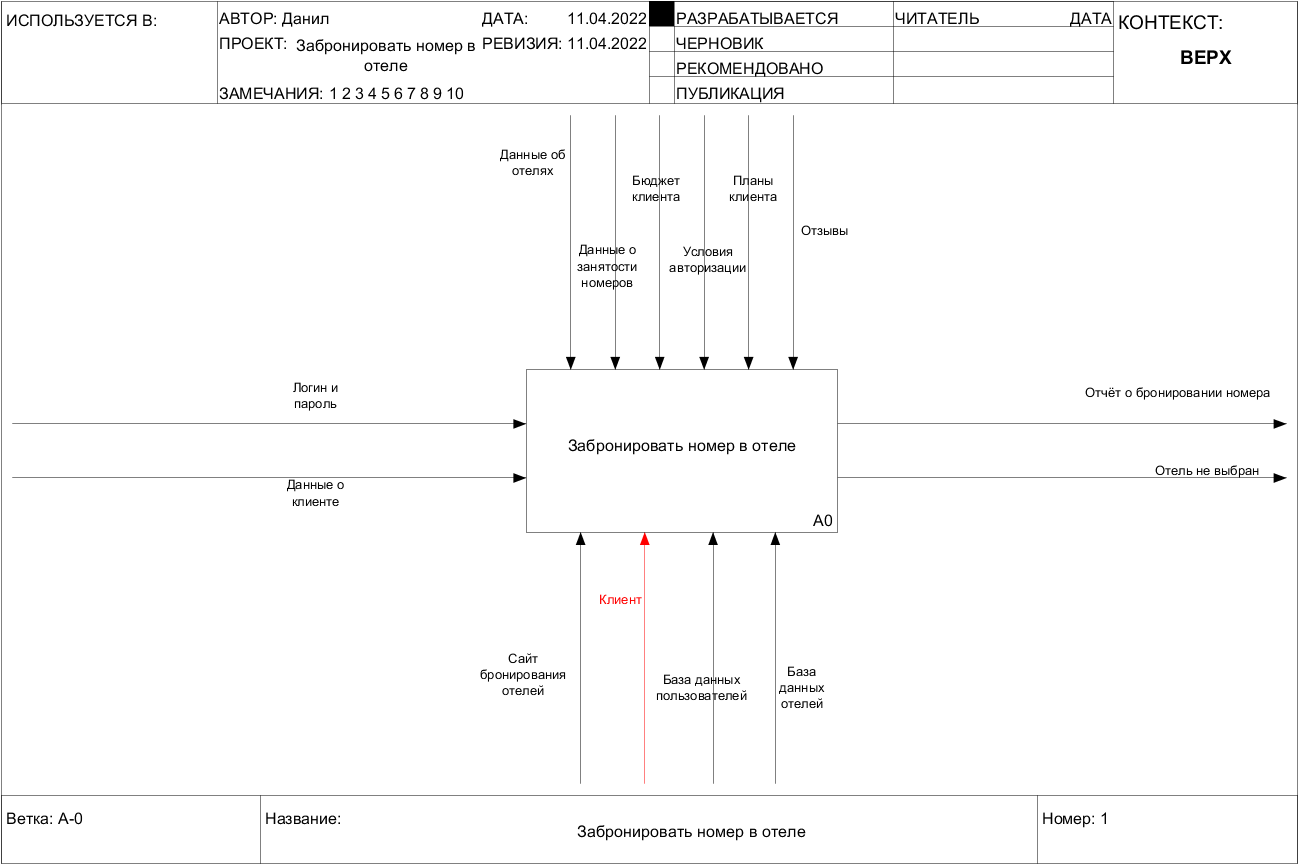 ИСПОЛЬЗУЕТСЯ В:
АВТОР: Данил
ДАТА: 11.04.2022
ПРОЕКТ: Забронировать номер в
отеле
РЕВИЗИЯ: 11.04.2022
ЗАМЕЧАНИЯ: 1 2 3 4 5 6 7 8 9 10
РАЗРАБАТЫВАЕТСЯ
ЧЕРНОВИК
РЕКОМЕНДОВАНО
ПУБЛИКАЦИЯ
ЧИТАТЕЛЬ
ДАТА
КОНТЕКСТ:
ВЕРХ
Данные об
отелях
Данные о
занятости
номеров
Бюджет
клиента
Условия
авторизации
Планы
клиента
Отзывы
Логин и
пароль
Данные о
клиенте
Забронировать номер в отеле
A0
Отчёт о бронировании номера
Отель не выбран
Сайт
бронирования
отелей
Клиент
База данных
пользователей
База
данных
отелей
Ветка: A-0
Название:
Забронировать номер в отеле
Номер: 1